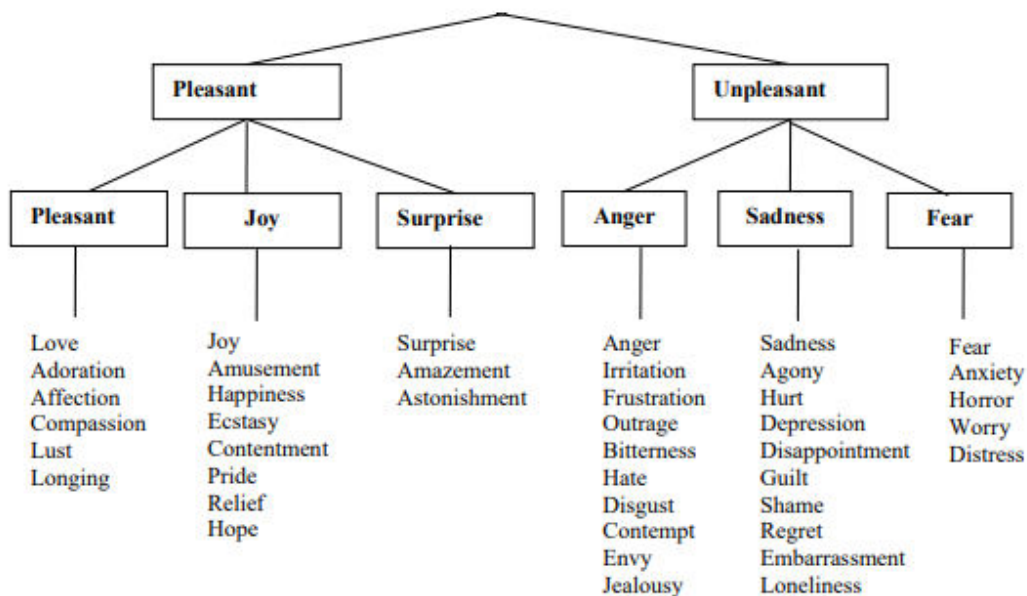 Pleasant
Unpleasant
Pleasant
Joy
Surprise
Anger
Sadness
Fear
Love
Adoration
Affection
Compassion
Lust
Longing
Joy
Amusement
Happiness
Ecstasy
Contentment
Pride
Relief
Hope
Surprise
Amazement
Astonishment
Anger
Irritation
Frustration
Outrage
Bitterness
Hate
Disgust
Contempt
Envy
Jealousy
Sadness
Agony
Hurt
Depression
Disappointment
Guilt
Shame
Regret
Embarrassment
Loneliness
Fear
Anxiety
Horror
Worry
Distress